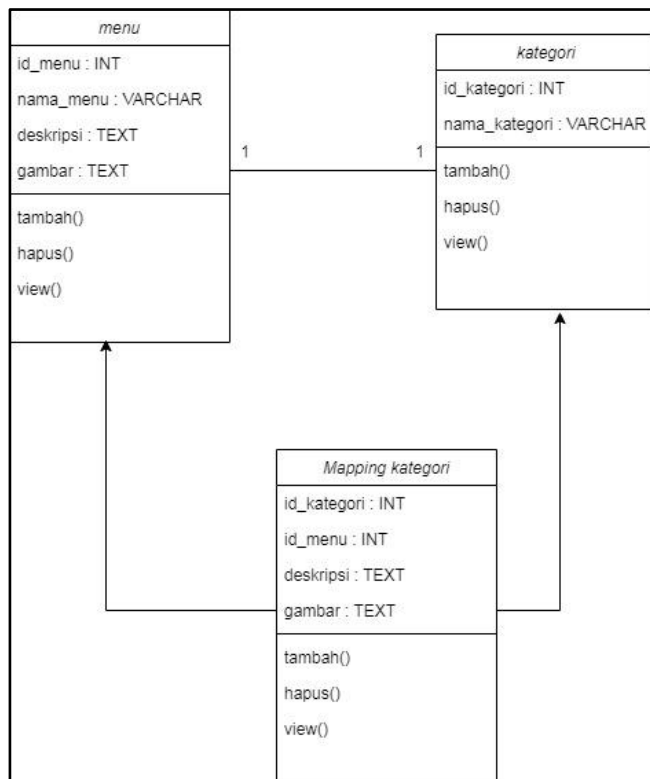 menu
id_menu : INT
nama_menu : VARCHAR
deskripsi : TEXT
gambar : TEXT
tambah()
hapus()
view()
1
1
kategori
id_kategori : INT
nama_kategori : VARCHAR
tambah()
hapus()
view()
Mapping kategori
id_kategori : INT
id_menu : INT
deskripsi : TEXT
gambar : TEXT
tambah()
hapus()
view()